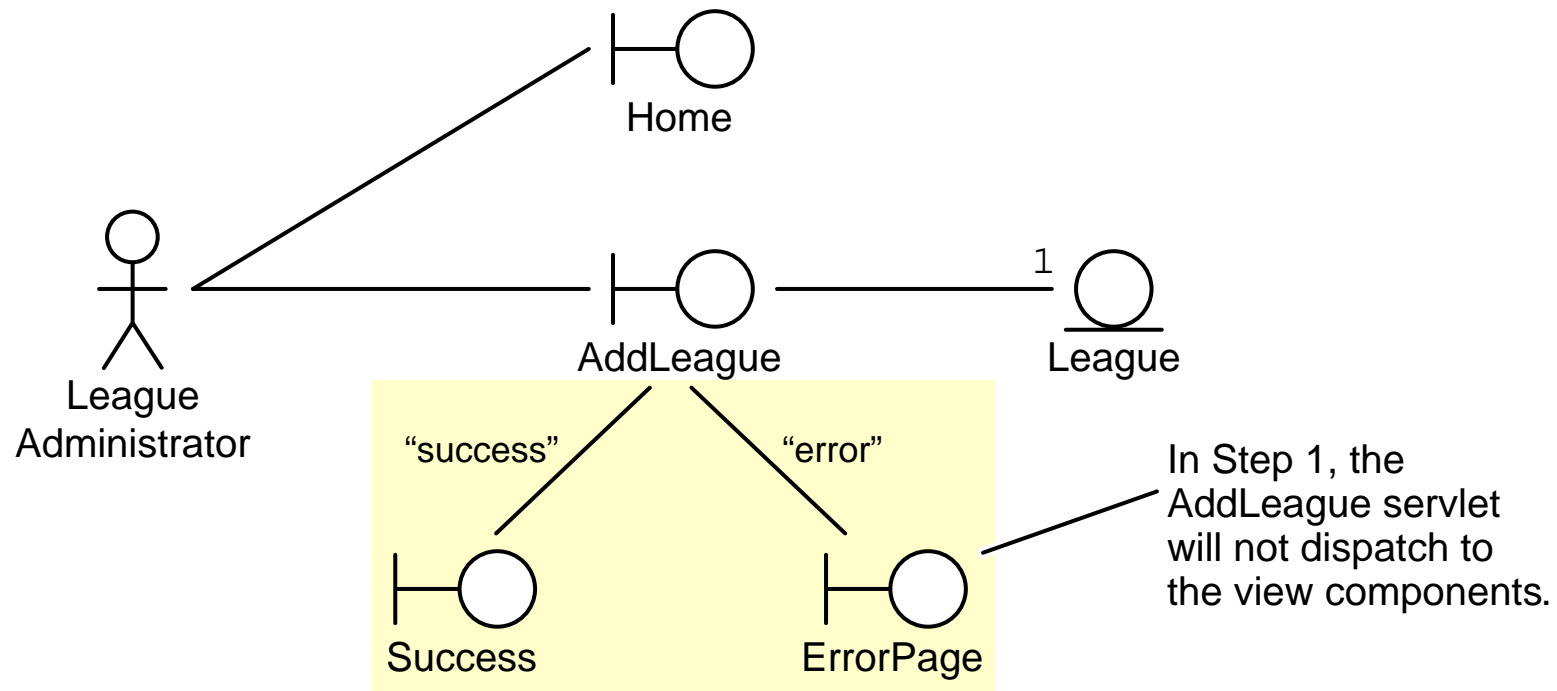 Home
1
AddLeague
League
League
Administrator
“success”
“error”
In Step 1, the
AddLeague servlet
will not dispatch to
the view components.
Success
ErrorPage